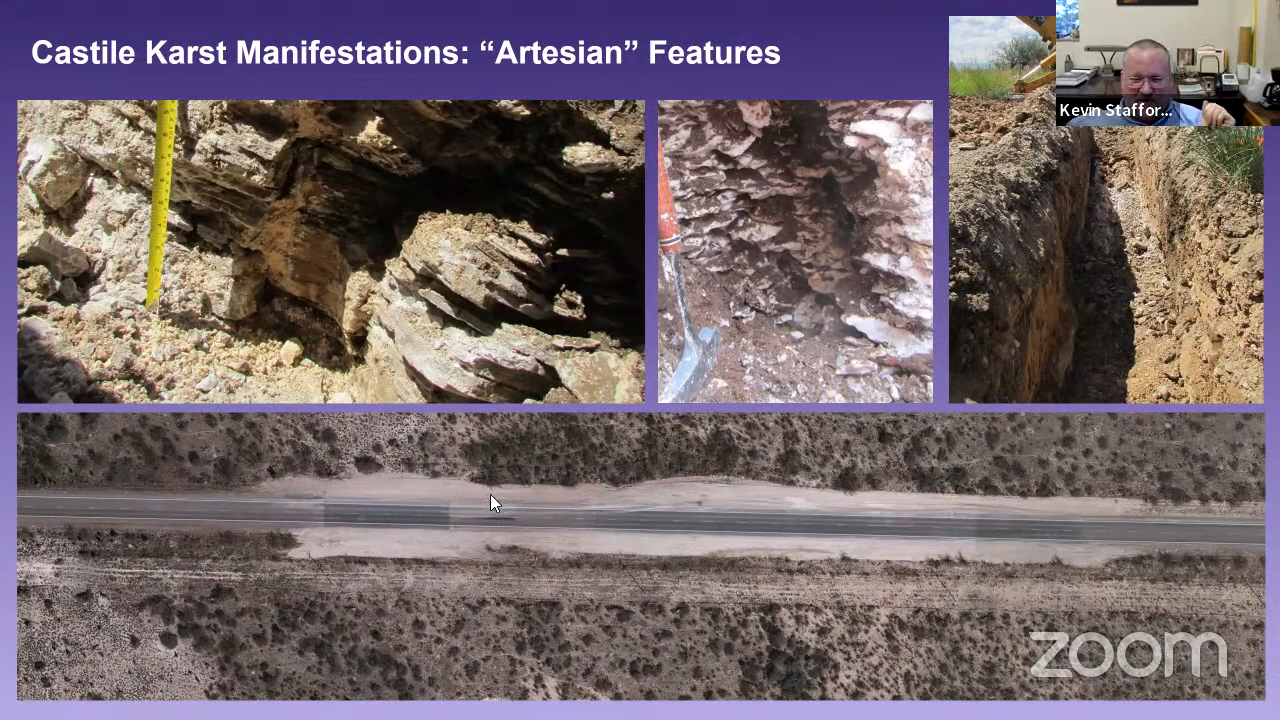 Castile Karst Manifestations: “Artesian” Features
Kevin Staffor...
zoom